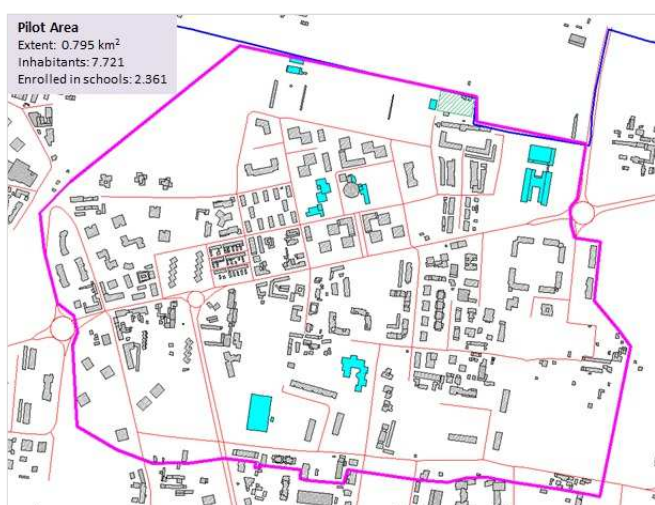 Pilot Area
Extent: 0.795 km²
Inhabitants: 7.721
Enrolled in schools: 2.361